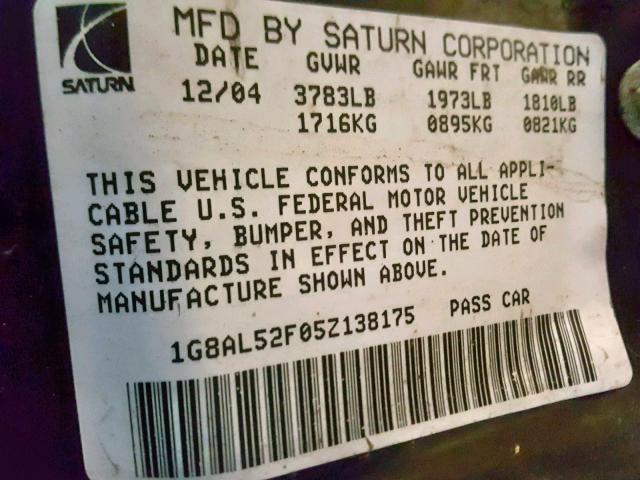 MFD BY SATURN CORPORATION
SATURN
DATE GVWR GAWR FRT GAWR RR
12/04 3783LB 1973LB 1810LB
1716KG 0895KG 0821KG
THIS VEHICLE CONFORMS TO ALL APPLI-
CABLE U.S. FEDERAL MOTOR VEHICLE
SAFETY, BUMPER, AND THEFT PREVENTION
STANDARDS IN EFFECT ON THE DATE OF
MANUFACTURE SHOWN ABOVE.
1G8AL52F05Z138175 PASS CAR